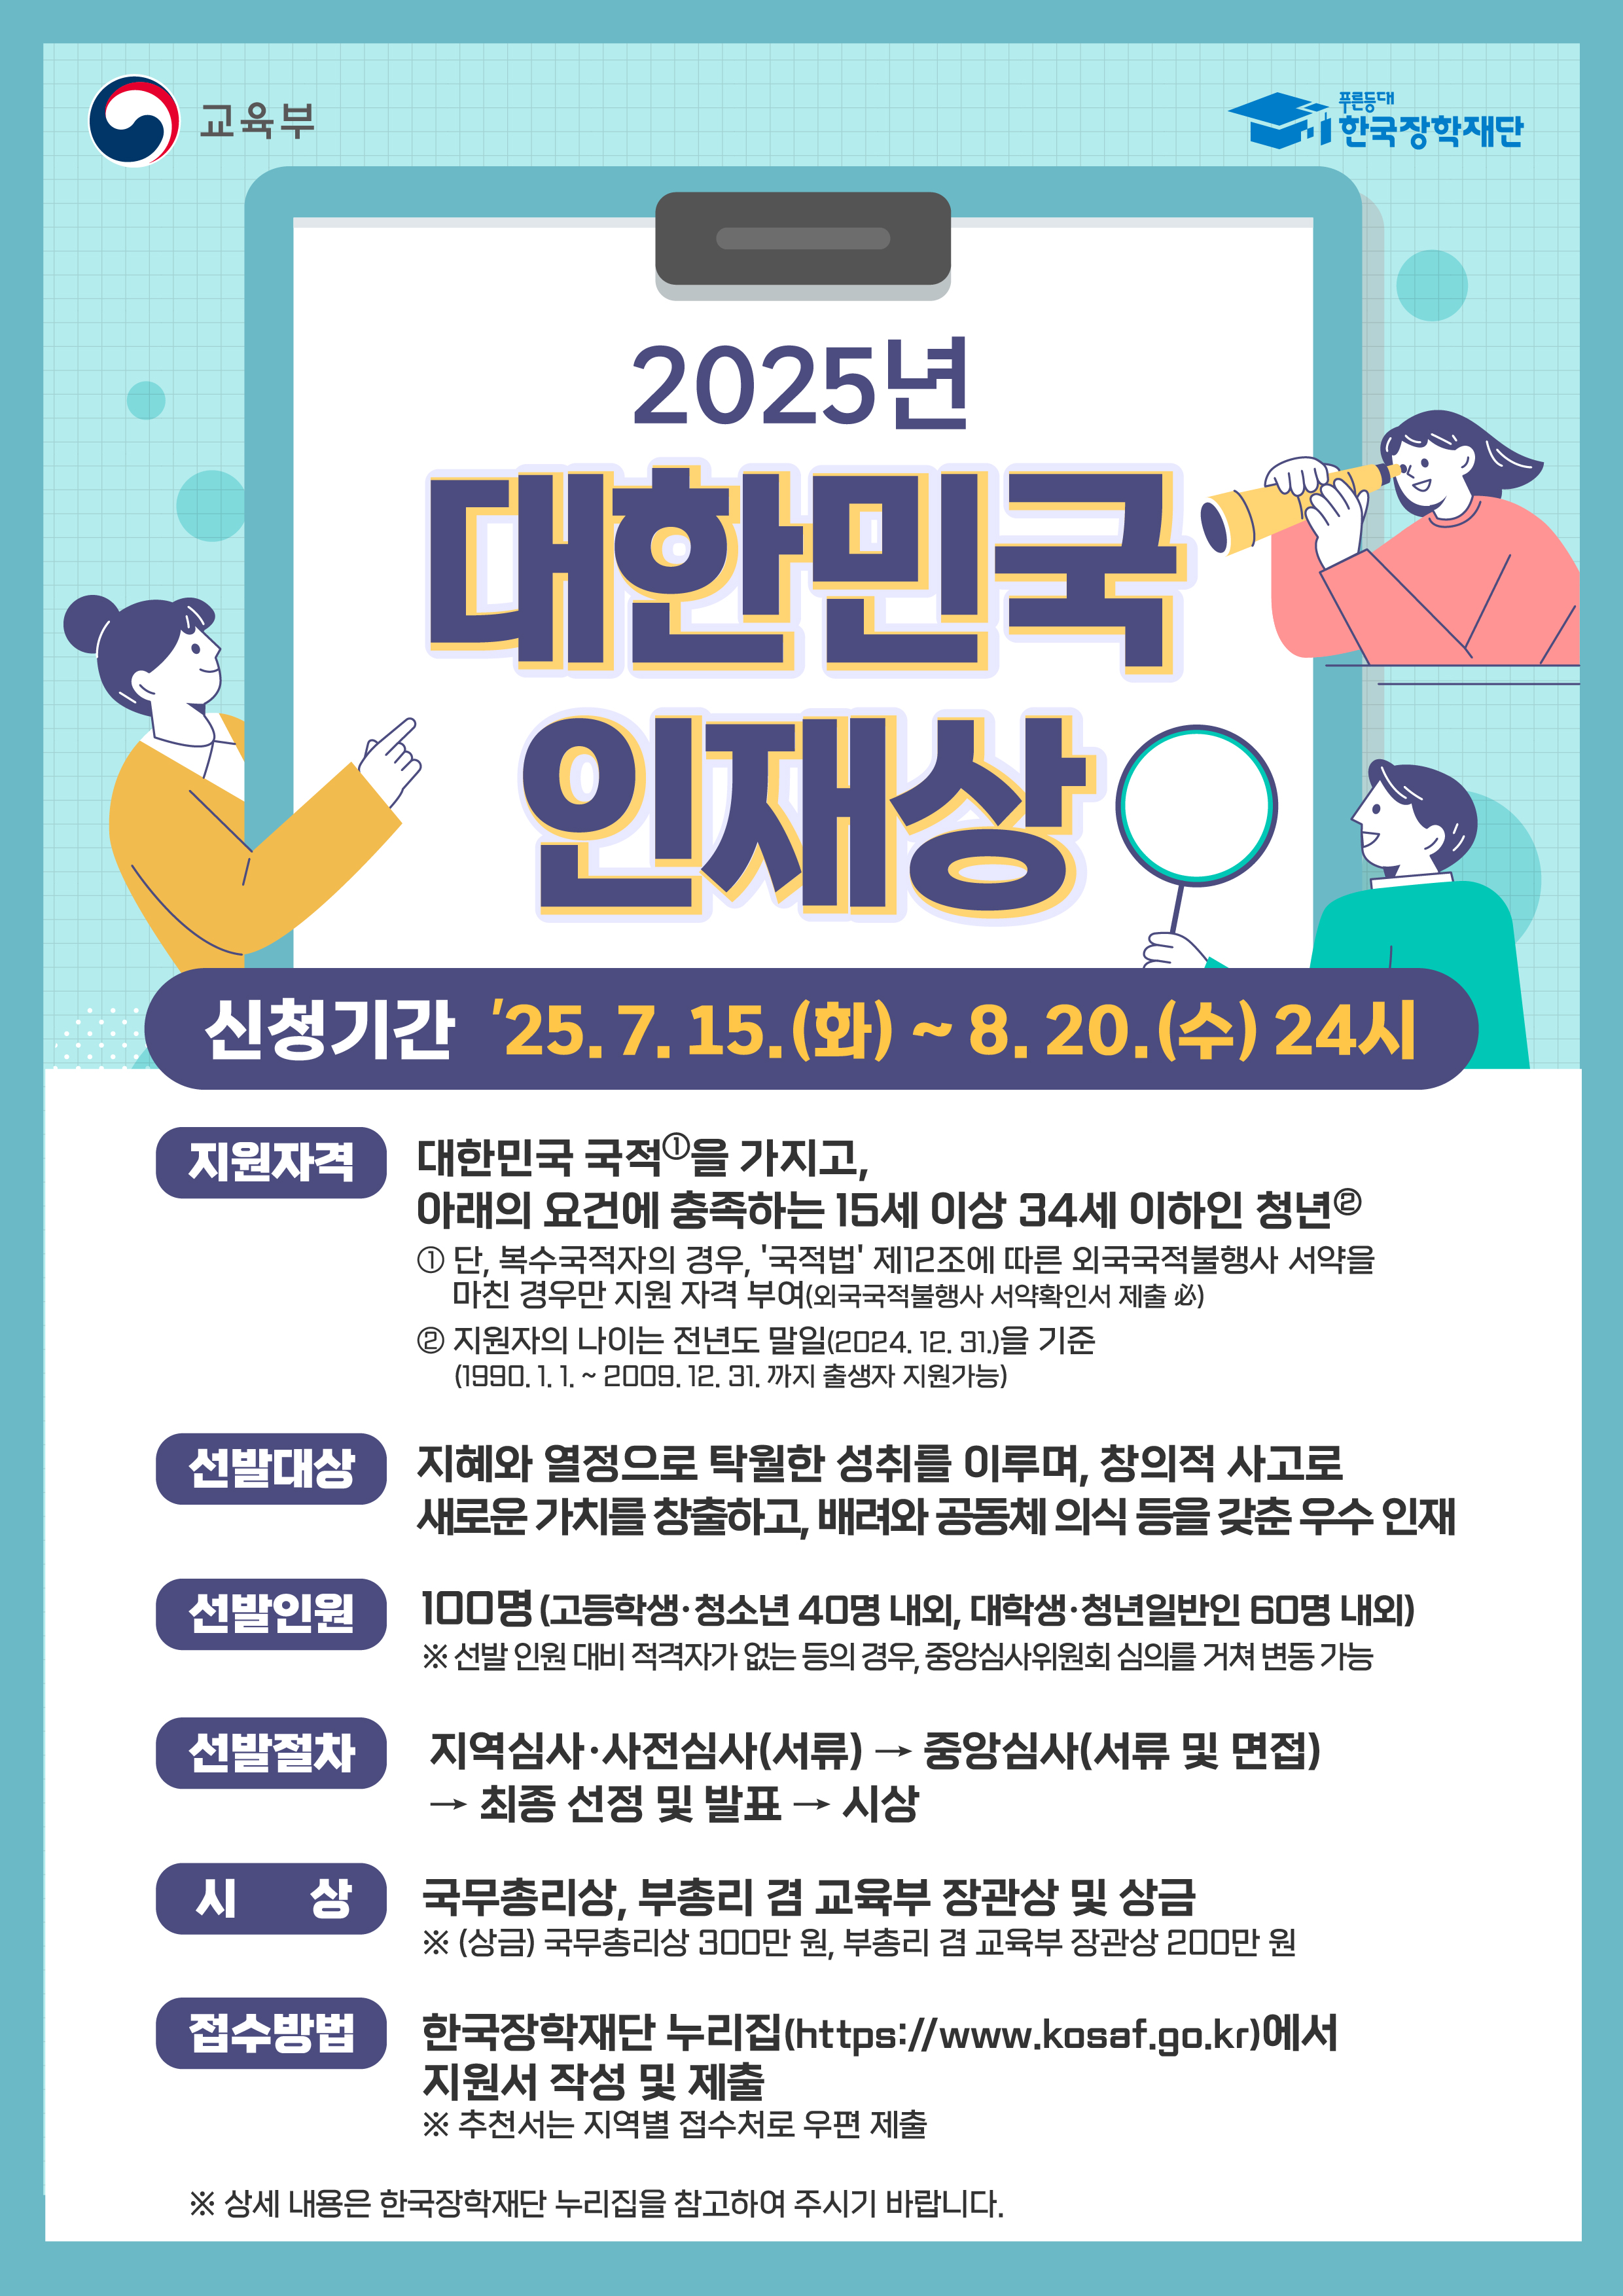 교육부
푸른등대
한국장학재단
2025년
대한민국
인재상
신청기간 '25. 7. 15.(화) ~ 8. 20.(수) 24시
지원자격
대한민국 국적①을 가지고,
아래의 요건에 충족하는 15세 이상 34세 이하인 청년②
① 단, 복수국적자의 경우, '국적법' 제12조에 따른 외국국적불행사 서약을
마친 경우만 지원 자격 부여(외국국적불행사 서약확인서 제출 必)
② 지원자의 나이는 전년도 말일(2024. 12. 31.)을 기준
(1990. 1. 1. ~ 2009. 12. 31. 까지 출생자 지원가능)
선발대상
지혜와 열정으로 탁월한 성취를 이루며, 창의적 사고로
새로운 가치를 창출하고, 배려와 공동체 의식 등을 갖춘 우수 인재
선발인원
100명 (고등학생·청소년 40명 내외, 대학생·청년일반인 60명 내외)
※ 선발 인원 대비 적격자가 없는 등의 경우, 중앙심사위원회 심의를 거쳐 변동 가능
선발절차
지역심사·사전심사(서류) → 중앙심사(서류 및 면접)
→ 최종 선정 및 발표 → 시상
시 상
국무총리상, 부총리 겸 교육부 장관상 및 상금
※ (상금) 국무총리상 300만 원, 부총리 겸 교육부 장관상 200만 원
접수방법
한국장학재단 누리집(https://www.kosaf.go.kr)에서
지원서 작성 및 제출
※ 추천서는 지역별 접수처로 우편 제출
※ 상세 내용은 한국장학재단 누리집을 참고하여 주시기 바랍니다.